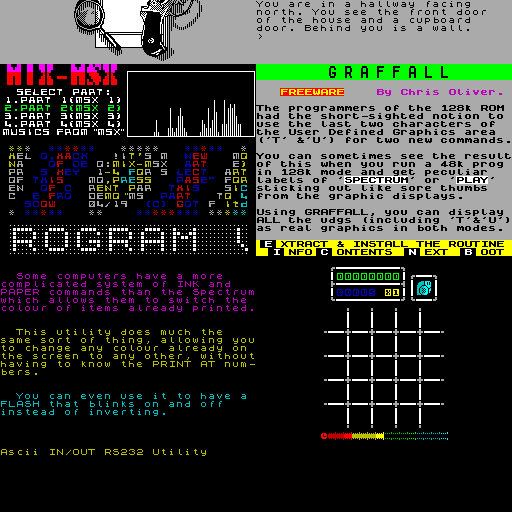 You are in a hallway facing
north. You see the front door
of the house and a cupboard
door. Behind you is a wall.
>
MIX-MSX
SELECT PART:
1.PART 1(MSX 1)
2.PART 2(MSX 2)
3.PART 3(MSX 3)
4.PART 4(MSX 4)
MUSICS FROM "MSX"
ROGRAM
GRAFFALL
FREEWARE By Chris Oliver.
The programmers of the 128k ROM
had the short-sighted notion to
use the last two characters of
the User Defined Graphics area
('T' &'U') for two new commands.
You can sometimes see the result
of this when you run a 48k prog
in 128k mode and get peculiar
labels of 'SPECTRUM' or 'PLAY'
sticking out like sore thumbs
from the graphic displays.
Using GRAFFALL, you can display
ALL the udgs (including 'T'&'U')
as real graphics in both modes.
E XTRACT & INSTALL THE ROUTINE
I NFO C ONTENTS N EXT B OOT
Some computers have a more
complicated system of INK and
PAPER commands than the Spectrum
which allows them to switch the
colour of items already printed.
This utility does much the
same sort of thing, allowing you
to change any colour already on
the screen to any other, without
having to know the PRINT AT num-
bers.
You can even use it to have a
FLASH that blinks on and off
instead of inverting.
Ascii IN/OUT RS232 Utility
00000000
x1